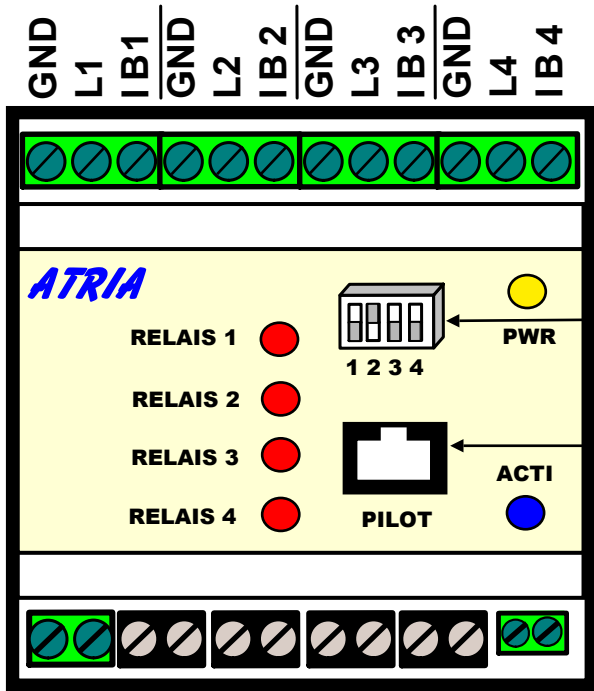 GND L1 IB1 GND L2 IB2 GND L3 IB3 GND L4 IB4
ATRIA
RELAIS 1
PWR
1 2 3 4
RELAIS 2
RELAIS 3
ACTI
RELAIS 4
PILOT